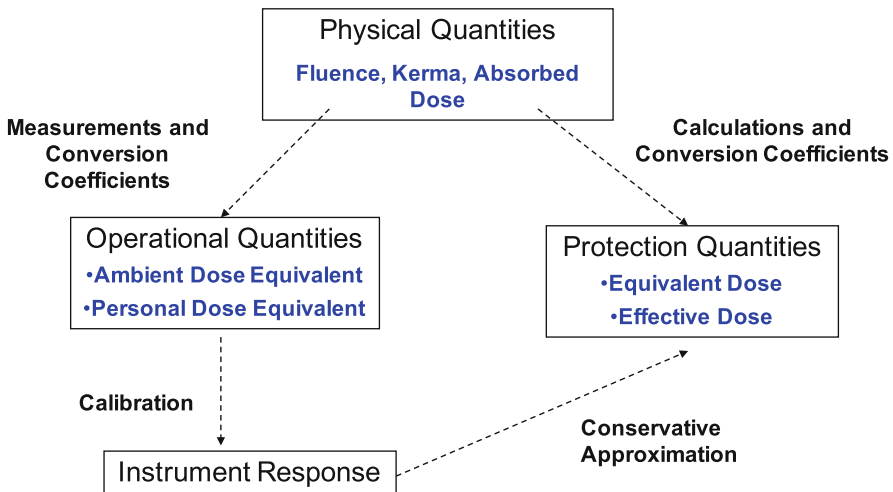 Physical Quantities
Fluence, Kerma, Absorbed
Dose
Measurements and
Conversion
Coefficients
Calculations and
Conversion Coefficients
Operational Quantities
•Ambient Dose Equivalent
•Personal Dose Equivalent
Protection Quantities
•Equivalent Dose
•Effective Dose
Calibration
Conservative
Approximation
Instrument Response